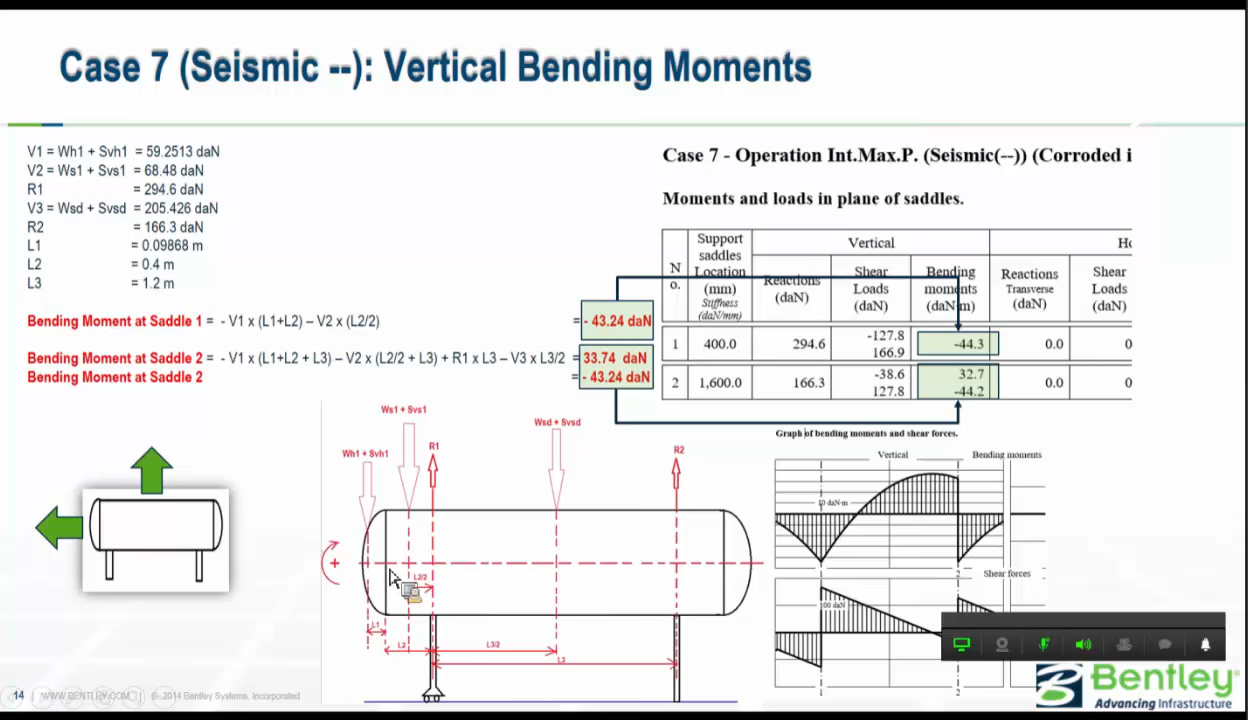 Case 7 (Seismic --): Vertical Bending Moments
V1 = Wh1 + Svh1 = 59.2513 daN
V2 = Ws1 + Svs1 = 68.48 daN
R1 = 294.6 daN
V3 = Wsd + Svsd = 205.426 daN
R2 = 166.3 daN
L1 = 0.09868 m
L2 = 0.4 m
L3 = 1.2 m
Bending Moment at Saddle 1 = - V1 x (L1+L2) – V2 x (L2/2) = - 43.24 daN
Bending Moment at Saddle 2 = - V1 x (L1+L2 + L3) – V2 x (L2/2 + L3) + R1 x L3 – V3 x L3/2 = 33.74 daN
Bending Moment at Saddle 2 = - 43.24 daN
Case 7 - Operation Int.Max.P. (Seismic(--)) (Corroded i
Moments and loads in plane of saddles.
N o. Support saddles Location (mm) Stiffness (daN/mm) Vertical Ho
Reactions (daN) Shear Loads (daN) Bending moments (daN·m) Reactions Transverse (daN) Shear Loads (daN)
1 400.0 294.6 -127.8 166.9 -44.3 0.0 0
2 1,600.0 166.3 -38.6 127.8 32.7 -44.2 0.0 0
Graph of bending moments and shear forces.
Vertical Bending moments
10 daN·m
1 2
Shear forces
100 daN
1 2
Ws1 + Svs1
Wsd + Svsd
Wh1 + Svh1
R1
R2
+
L2/2
L1
L2
L3/2
L3
14 WWW.BENTLEY.COM | © 2014 Bentley Systems, Incorporated
Bentley
Advancing Infrastructure